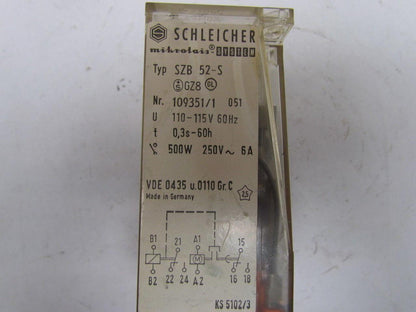 S SCHLEICHER
mikrolais® SYSTEM
Typ SZB 52-S
GZ8
Nr. 109351/1 051
U 110-115V 60Hz
t 0,3s-60h
500W 250V~ 6A
VDE 0435 u.0110 Gr.C
Made in Germany
B1 21 A1 15
M
B2 22 24 A2 16 18
KS 5102/3